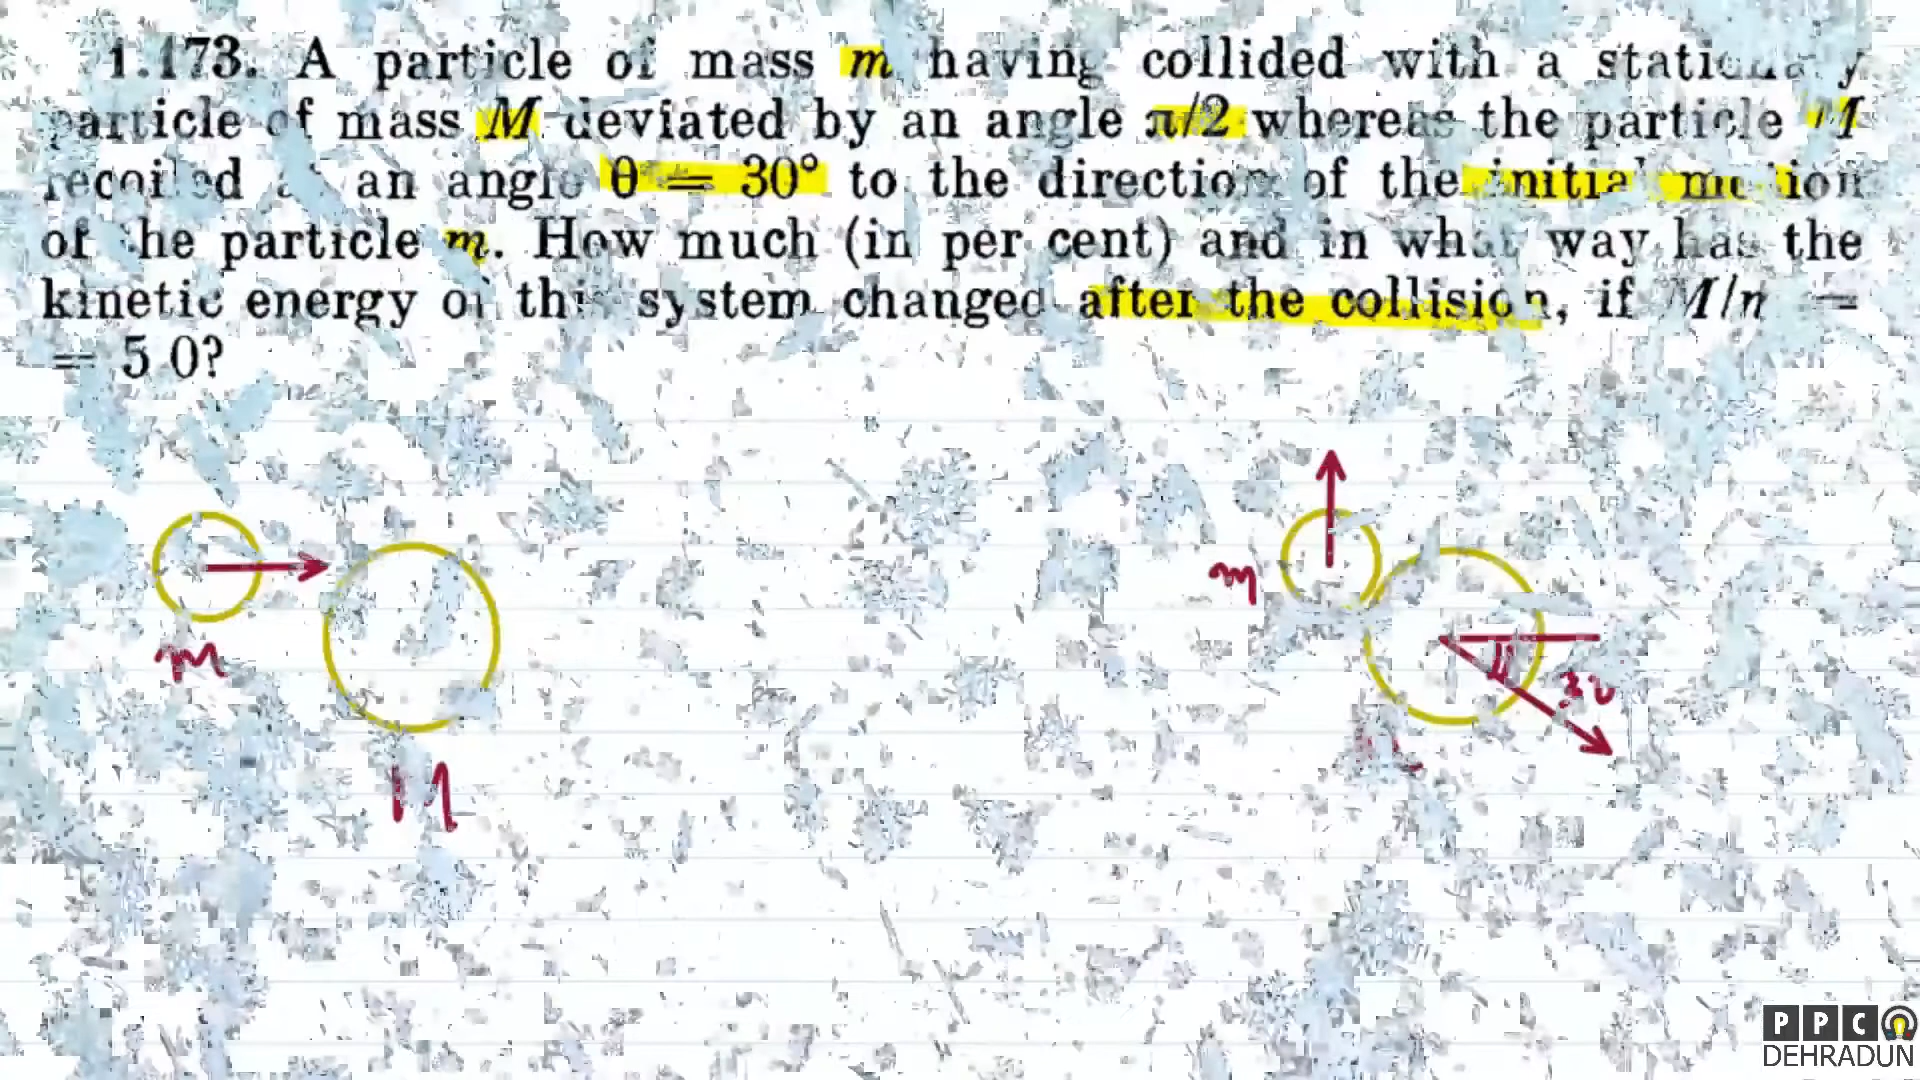 1.173. A particle of mass m having collided with a
particle of mass M deviated by an angle π/2 whereas the particle M
recoiled an angle θ = 30° to the direction of the initial motion
of the particle m. How much (in per cent) and in what way has the
kinetic energy of this system changed after the collision, if M/m =
= 5.0?
m
30
m
M
PPC
DEHRADUN